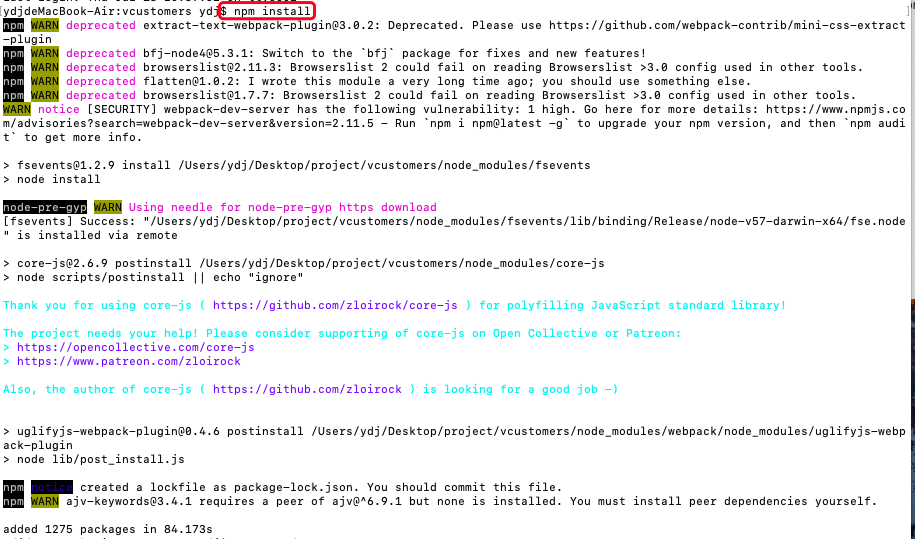 ydjdeMacBook-Air:vcustomers ydj$ npm install
npm WARN deprecated extract-text-webpack-plugin@3.0.2: Deprecated. Please use https://github.com/webpack-contrib/mini-css-extract
-plugin
npm WARN deprecated bfj-node4@5.3.1: Switch to the `bfj` package for fixes and new features!
npm WARN deprecated browserslist@2.11.3: Browserslist 2 could fail on reading Browserslist >3.0 config used in other tools.
npm WARN deprecated flatten@1.0.2: I wrote this module a very long time ago; you should use something else.
npm WARN deprecated browserslist@1.7.7: Browserslist 2 could fail on reading Browserslist >3.0 config used in other tools.
WARN notice [SECURITY] webpack-dev-server has the following vulnerability: 1 high. Go here for more details: https://www.npmjs.co
m/advisories?search=webpack-dev-server&version=2.11.5 - Run `npm i npm@latest -g` to upgrade your npm version, and then `npm audi
t` to get more info.
> fsevents@1.2.9 install /Users/ydj/Desktop/project/vcustomers/node_modules/fsevents
> node install
node-pre-gyp WARN Using needle for node-pre-gyp https download
[fsevents] Success: "/Users/ydj/Desktop/project/vcustomers/node_modules/fsevents/lib/binding/Release/node-v57-darwin-x64/fse.node
" is installed via remote
> core-js@2.6.9 postinstall /Users/ydj/Desktop/project/vcustomers/node_modules/core-js
> node scripts/postinstall || echo "ignore"
Thank you for using core-js ( https://github.com/zloirock/core-js ) for polyfilling JavaScript standard library!
The project needs your help! Please consider supporting of core-js on Open Collective or Patreon:
> https://opencollective.com/core-js
> https://www.patreon.com/zloirock
Also, the author of core-js ( https://github.com/zloirock ) is looking for a good job -)
> uglifyjs-webpack-plugin@0.4.6 postinstall /Users/ydj/Desktop/project/vcustomers/node_modules/webpack/node_modules/uglifyjs-webp
ack-plugin
> node lib/post_install.js
npm notice created a lockfile as package-lock.json. You should commit this file.
npm WARN ajv-keywords@3.4.1 requires a peer of ajv@^6.9.1 but none is installed. You must install peer dependencies yourself.
added 1275 packages in 84.173s